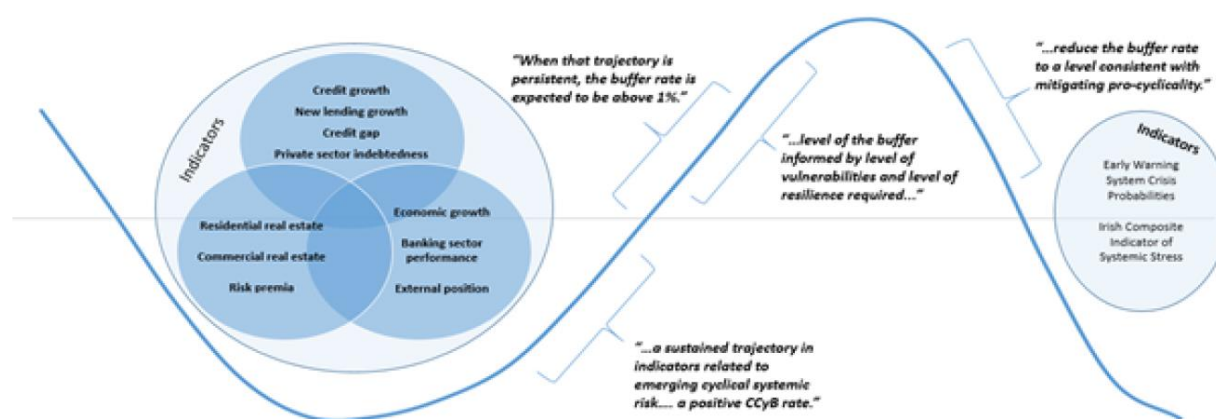 Indicators
Credit growth
New lending growth
Credit gap
Private sector indebtedness
Residential real estate
Commercial real estate
Risk premia
Economic growth
Banking sector
performance
External position
“When that trajectory is
persistent, the buffer rate is
expected to be above 1%.”
“...level of the buffer
informed by level of
vulnerabilities and level of
resilience required...”
“...a sustained trajectory in
indicators related to
emerging cyclical systemic
risk.... a positive CCyB rate.”
“...reduce the buffer rate
to a level consistent with
mitigating pro-cyclicality.”
Indicators
Early Warning
System Crisis
Probabilities
Irish Composite
Indicator of
Systemic Stress